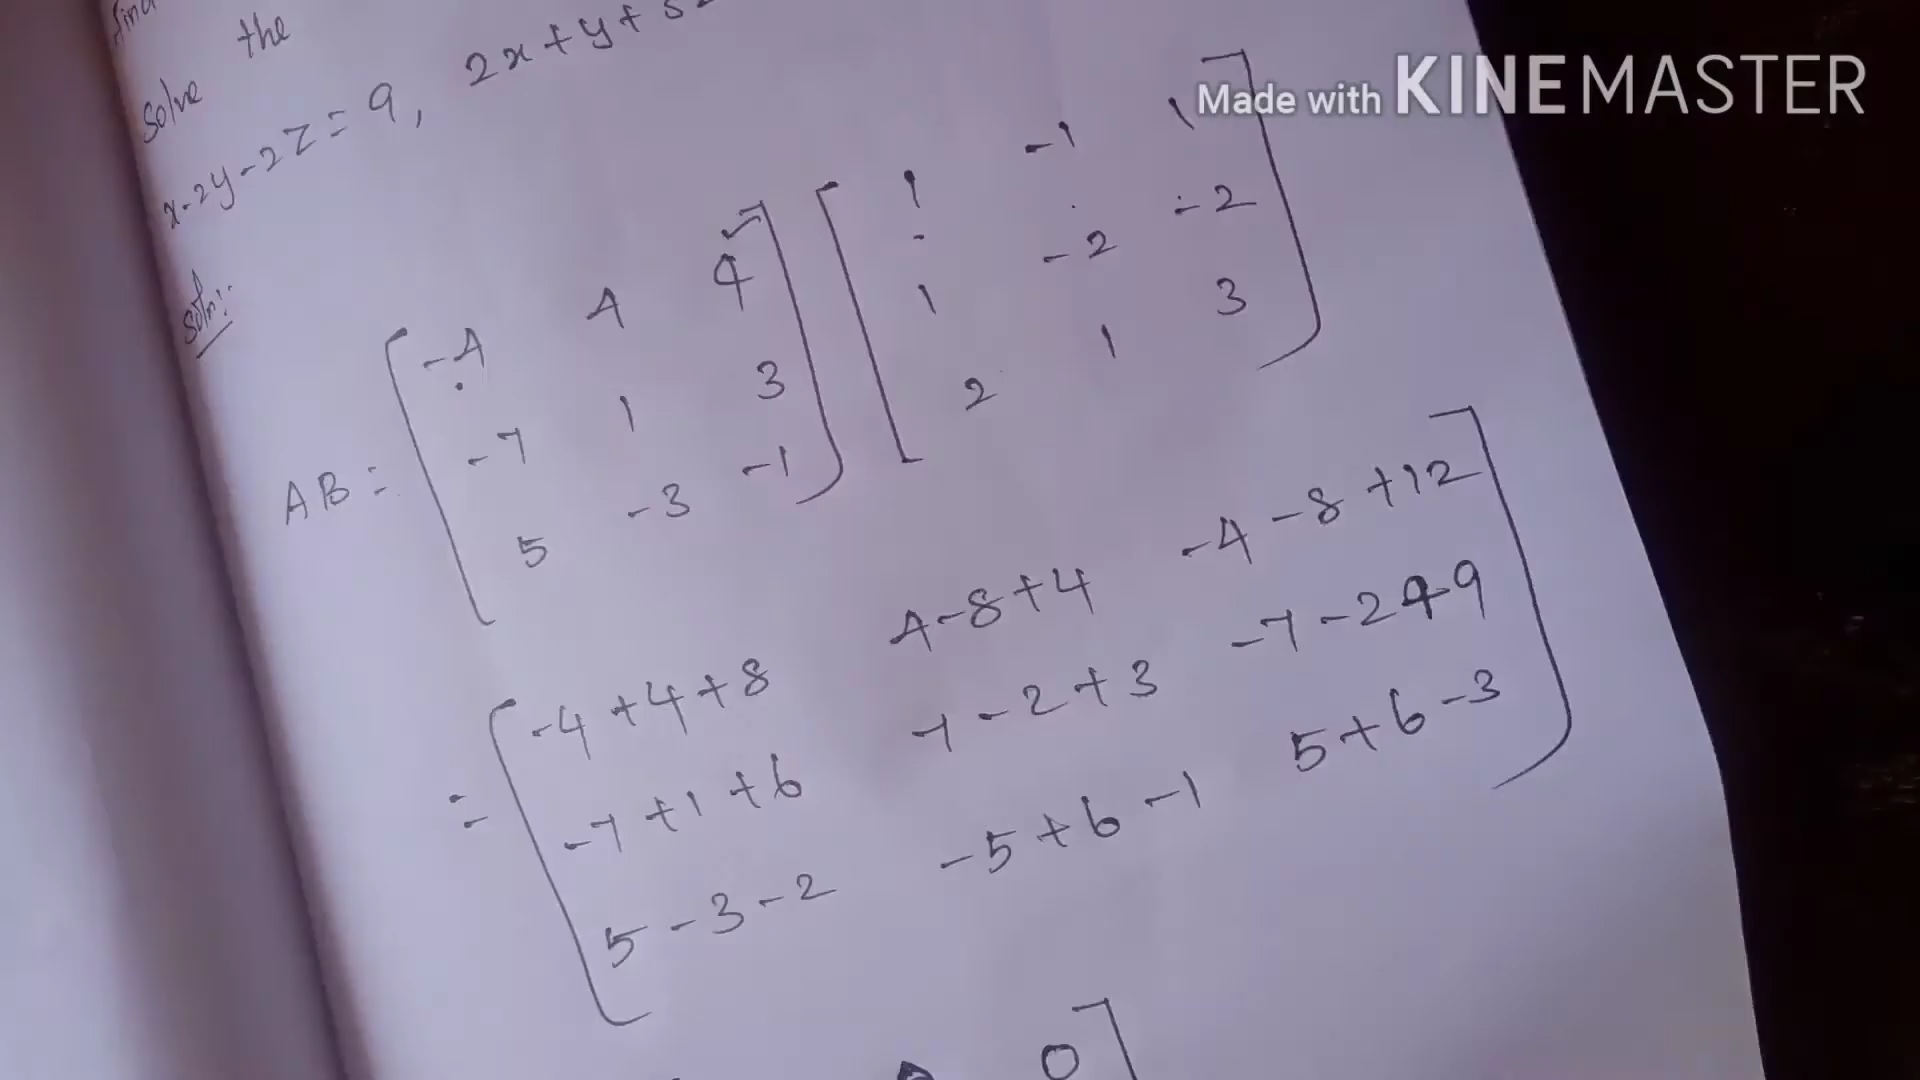 Made with KINEMASTER
find
solve the
x-2y-2z=9, 2x+y+3
soln:-
AB = [ -4 4 4 ] [ 1 -1 1 ]
-7 1 3 1 -2 -2
5 -3 -1 2 1 3
= [ -4+4+8 4-8+4 -4-8+12 ]
-7+1+6 7-2+3 -7-2+9
5-3-2 -5+6-1 5+6-3
0 ]